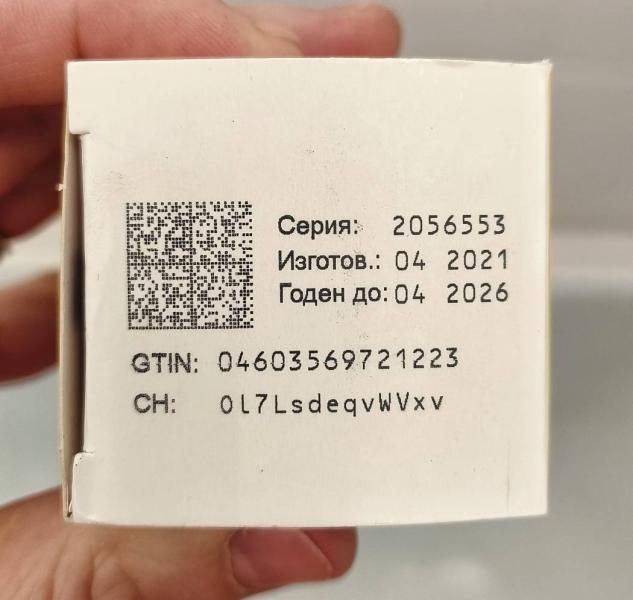 Серия: 2056553
Изготов.: 04 2021
Годен до: 04 2026
GTIN: 04603569721223
СН: 0l7LsdeqvWVxv